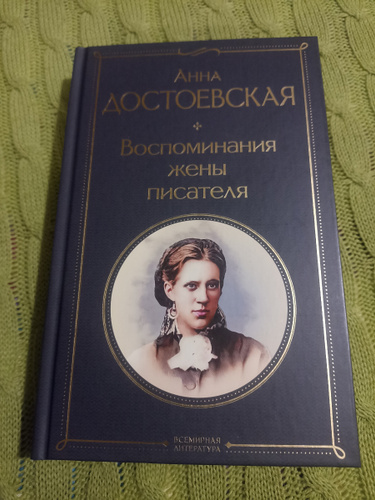 Анна
ДОСТОЕВСКАЯ
Воспоминания
жены
писателя
ВСЕМИРНАЯ
ЛИТЕРАТУРА